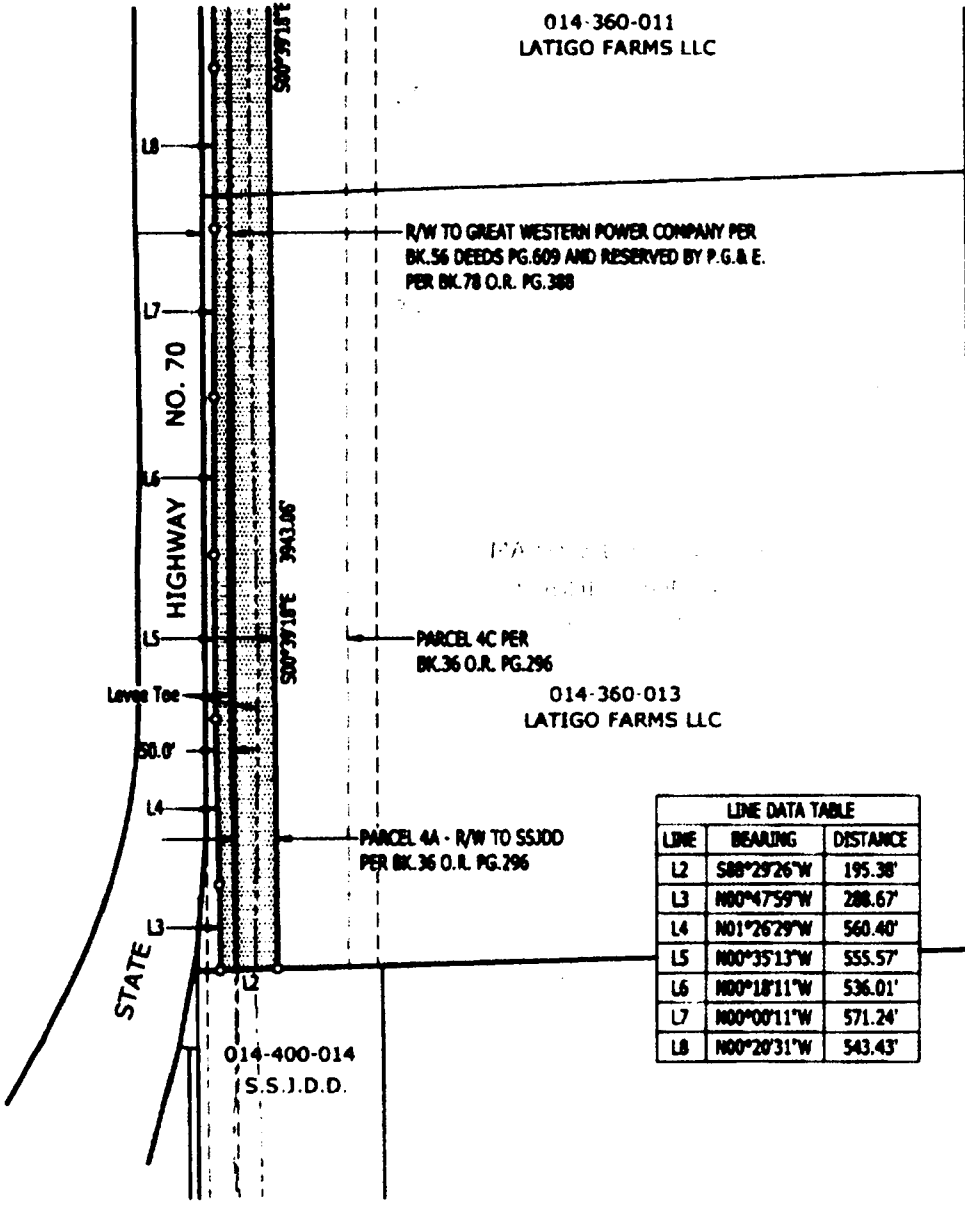 014-360-011
LATIGO FARMS LLC
S00°39'18"E
L8
R/W TO GREAT WESTERN POWER COMPANY PER
BK.56 DEEDS PG.609 AND RESERVED BY P.G.& E.
PER BK.78 O.R. PG.388
L7
HIGHWAY NO. 70
L6
S00°39'18"E 3943.06'
L5
PARCEL 4C PER
BK.36 O.R. PG.296
014-360-013
LATIGO FARMS LLC
Levee Toe
50.0'
L4
PARCEL 4A - R/W TO SSJDD
PER BK.36 O.R. PG.296
L3
STATE
L2
014-400-014
S.S.J.D.D.
LINE DATA TABLE
LINE BEARING DISTANCE
L2 S88°29'26"W 195.38'
L3 N00°47'59"W 288.67'
L4 N01°26'29"W 560.40'
L5 N00°35'13"W 555.57'
L6 N00°18'11"W 536.01'
L7 N00°00'11"W 571.24'
L8 N00°20'31"W 543.43'